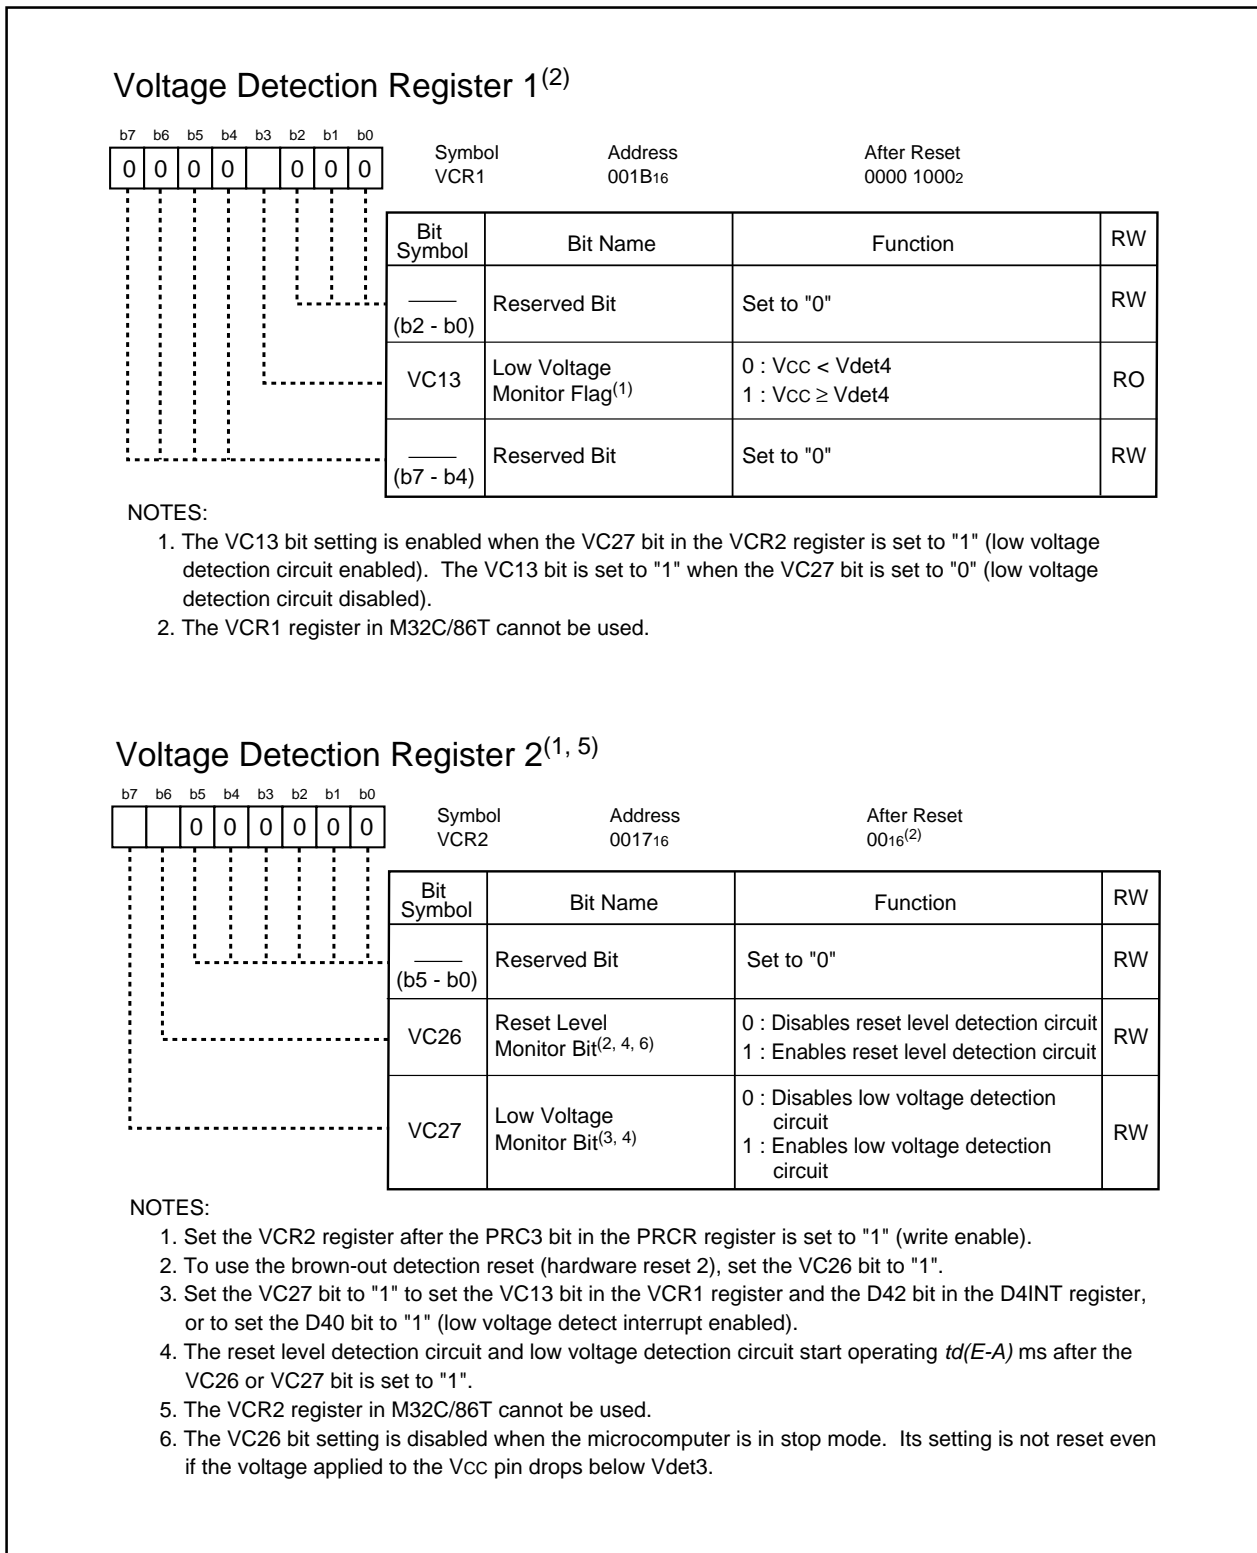 Voltage Detection Register 1(2)
b7 b6 b5 b4 b3 b2 b1 b0
0 0 0 0 0 0 0
Symbol Address After Reset
VCR1 001B16 0000 10002
Bit Symbol Bit Name Function RW
(b2 - b0) Reserved Bit Set to "0" RW
VC13 Low Voltage Monitor Flag(1) 0 : VCC < Vdet4 RO
1 : VCC ≥ Vdet4
(b7 - b4) Reserved Bit Set to "0" RW
NOTES:
1. The VC13 bit setting is enabled when the VC27 bit in the VCR2 register is set to "1" (low voltage
detection circuit enabled). The VC13 bit is set to "1" when the VC27 bit is set to "0" (low voltage
detection circuit disabled).
2. The VCR1 register in M32C/86T cannot be used.
Voltage Detection Register 2(1, 5)
b7 b6 b5 b4 b3 b2 b1 b0
0 0 0 0 0 0
Symbol Address After Reset
VCR2 001716 0016(2)
Bit Symbol Bit Name Function RW
(b5 - b0) Reserved Bit Set to "0" RW
VC26 Reset Level Monitor Bit(2, 4, 6) 0 : Disables reset level detection circuit RW
1 : Enables reset level detection circuit
VC27 Low Voltage Monitor Bit(3, 4) 0 : Disables low voltage detection circuit RW
1 : Enables low voltage detection circuit
NOTES:
1. Set the VCR2 register after the PRC3 bit in the PRCR register is set to "1" (write enable).
2. To use the brown-out detection reset (hardware reset 2), set the VC26 bit to "1".
3. Set the VC27 bit to "1" to set the VC13 bit in the VCR1 register and the D42 bit in the D4INT register,
or to set the D40 bit to "1" (low voltage detect interrupt enabled).
4. The reset level detection circuit and low voltage detection circuit start operating td(E-A) ms after the
VC26 or VC27 bit is set to "1".
5. The VCR2 register in M32C/86T cannot be used.
6. The VC26 bit setting is disabled when the microcomputer is in stop mode. Its setting is not reset even
if the voltage applied to the VCC pin drops below Vdet3.